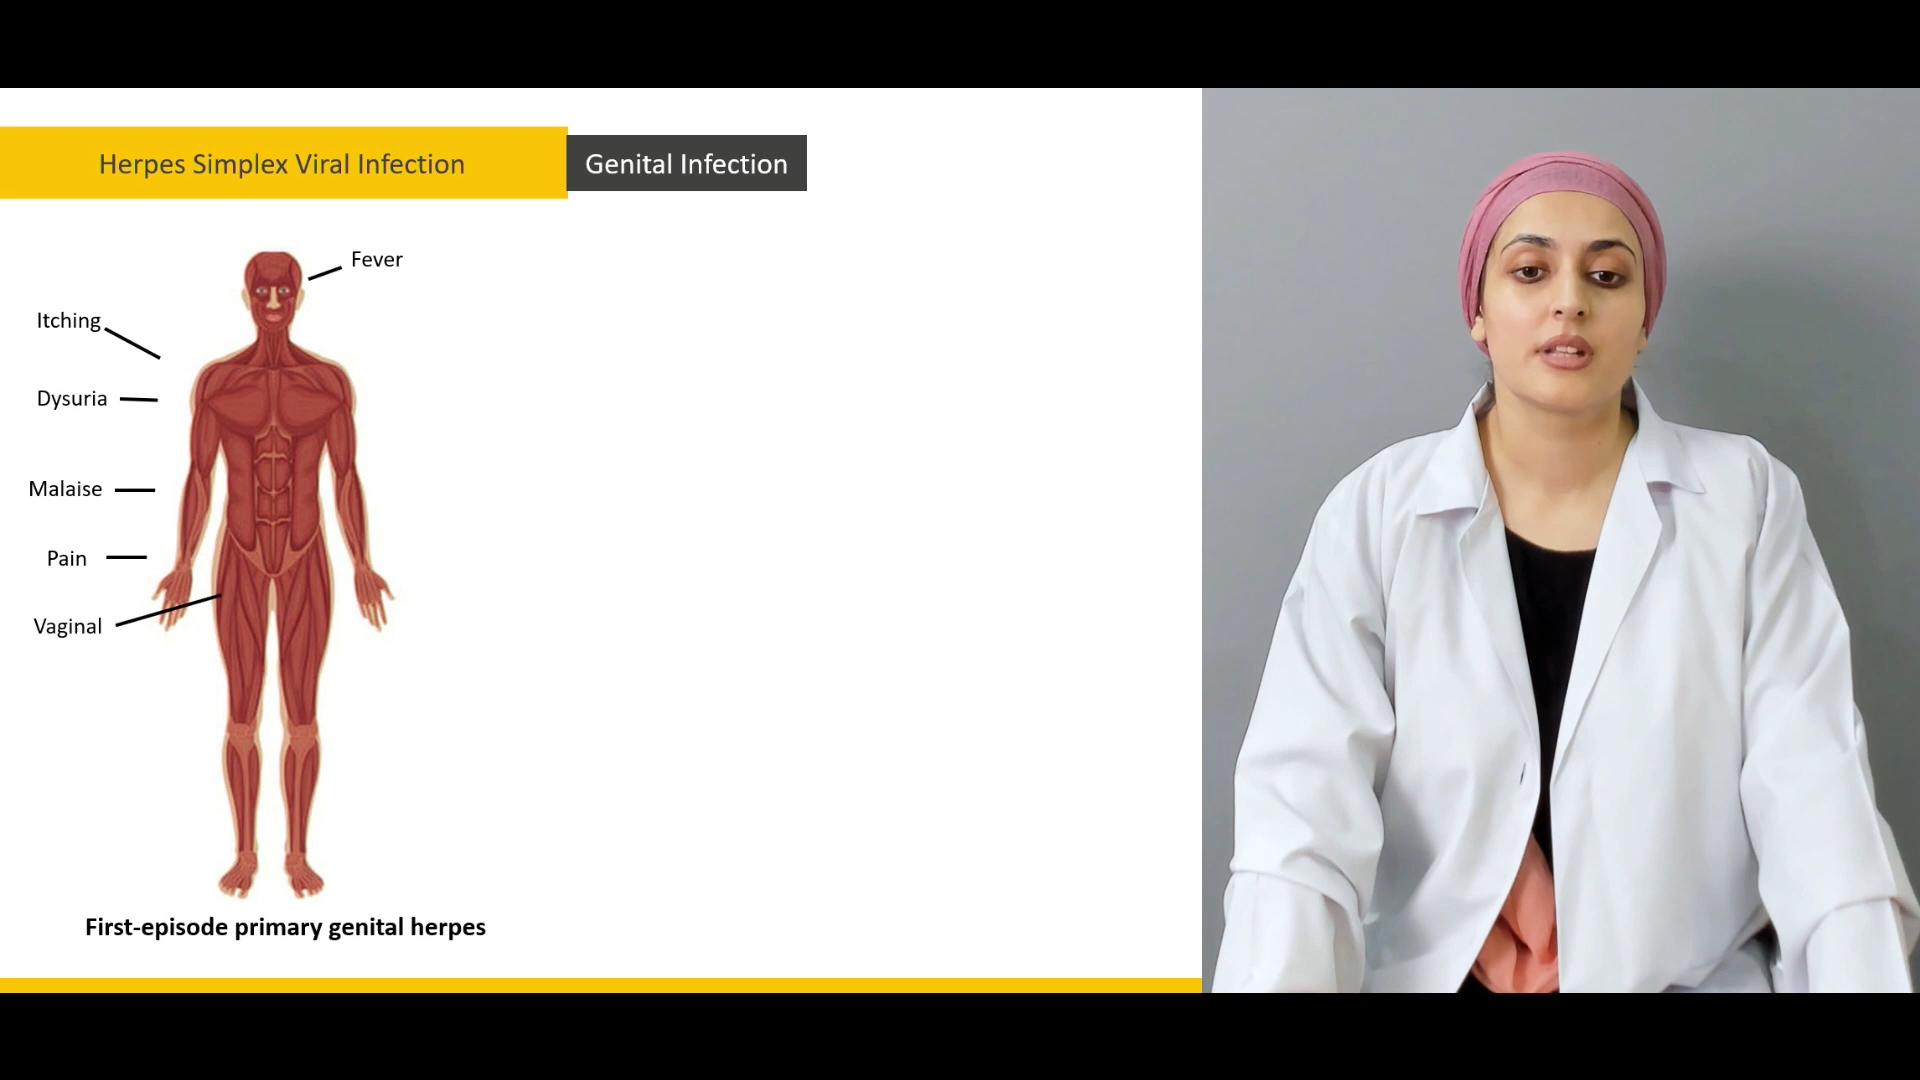 Herpes Simplex Viral Infection
Genital Infection
Fever
Itching
Dysuria
Malaise
Pain
Vaginal
First-episode primary genital herpes